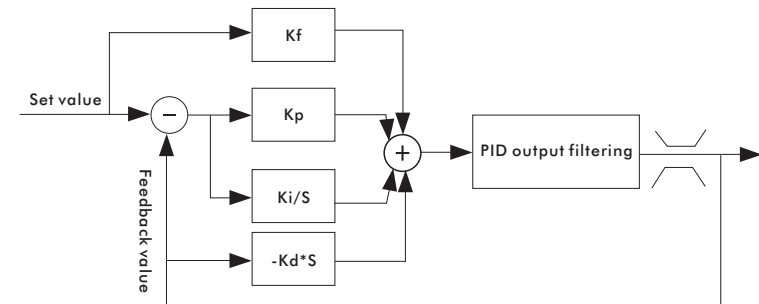 Kf
Set value
−
Kp
+
PID output filtering
Feedback value
Ki/S
-Kd*S